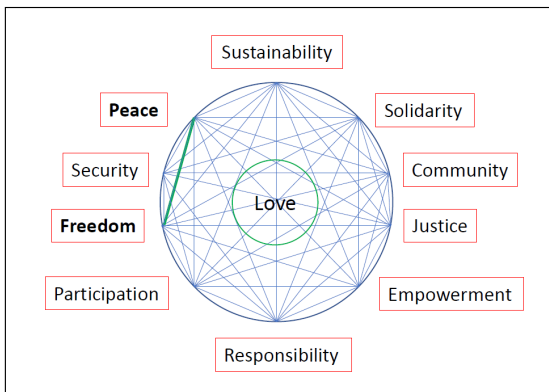 Sustainability
Peace
Solidarity
Security
Community
Love
Freedom
Justice
Participation
Empowerment
Responsibility